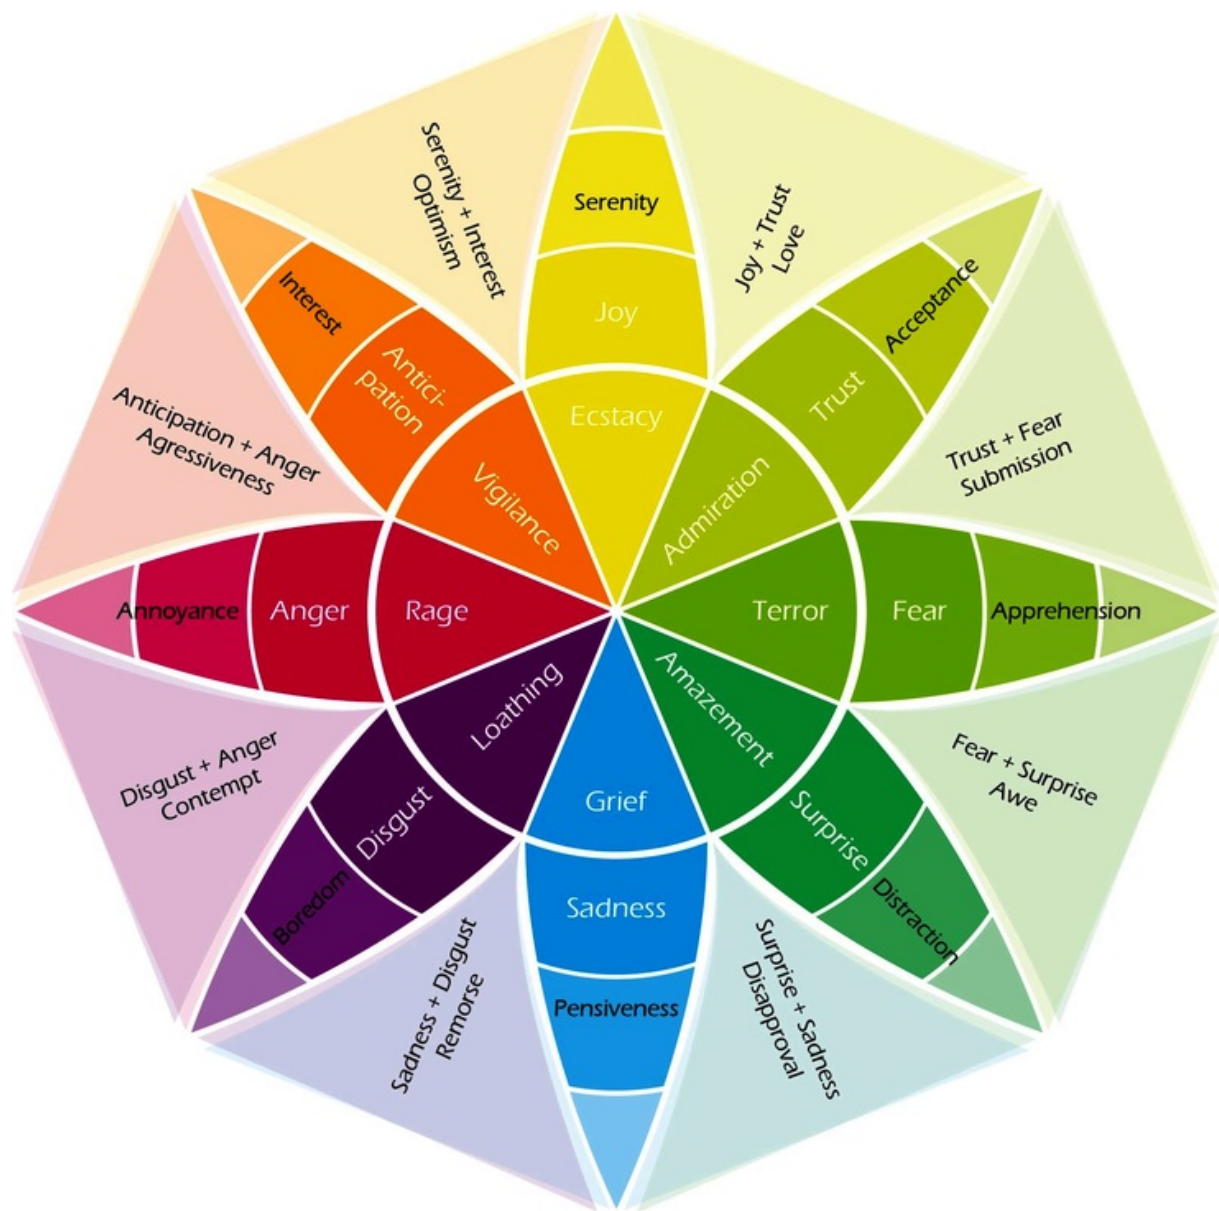 Serenity + Interest
Optimism
Serenity
Joy
Ecstacy
Joy + Trust
Love
Acceptance
Trust
Admiration
Trust + Fear
Submission
Terror
Fear
Apprehension
Fear + Surprise
Awe
Amazement
Surprise
Distraction
Surprise + Sadness
Disapproval
Grief
Sadness
Pensiveness
Sadness + Disgust
Remorse
Loathing
Disgust
Boredom
Disgust + Anger
Contempt
Rage
Anger
Annoyance
Anticipation + Anger
Agressiveness
Vigilance
Antici-
pation
Interest